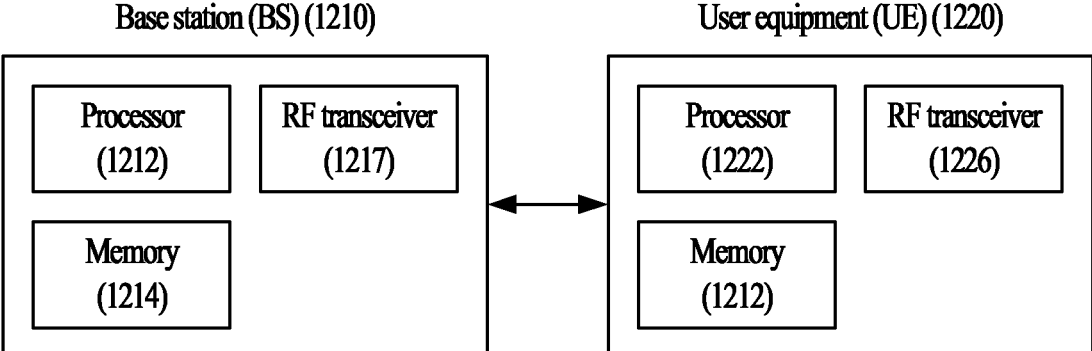 Base station (BS) (1210)
Processor
(1212)
RF transceiver
(1217)
Memory
(1214)
User equipment (UE) (1220)
Processor
(1222)
RF transceiver
(1226)
Memory
(1212)